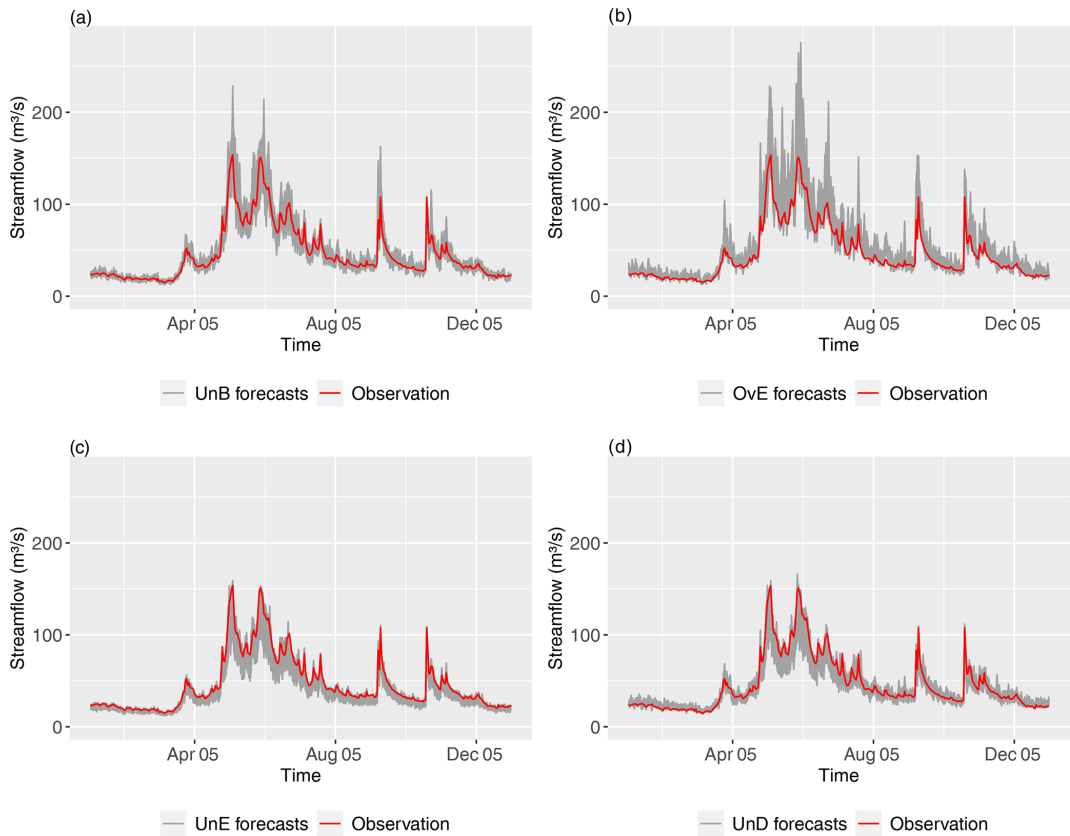 (a)
Streamflow (m³/s)
200
100
0
Apr 05
Aug 05
Dec 05
Time
UnB forecasts
Observation
(b)
Streamflow (m³/s)
200
100
0
Apr 05
Aug 05
Dec 05
Time
OvE forecasts
Observation
(c)
Streamflow (m³/s)
200
100
0
Apr 05
Aug 05
Dec 05
Time
UnE forecasts
Observation
(d)
Streamflow (m³/s)
200
100
0
Apr 05
Aug 05
Dec 05
Time
UnD forecasts
Observation